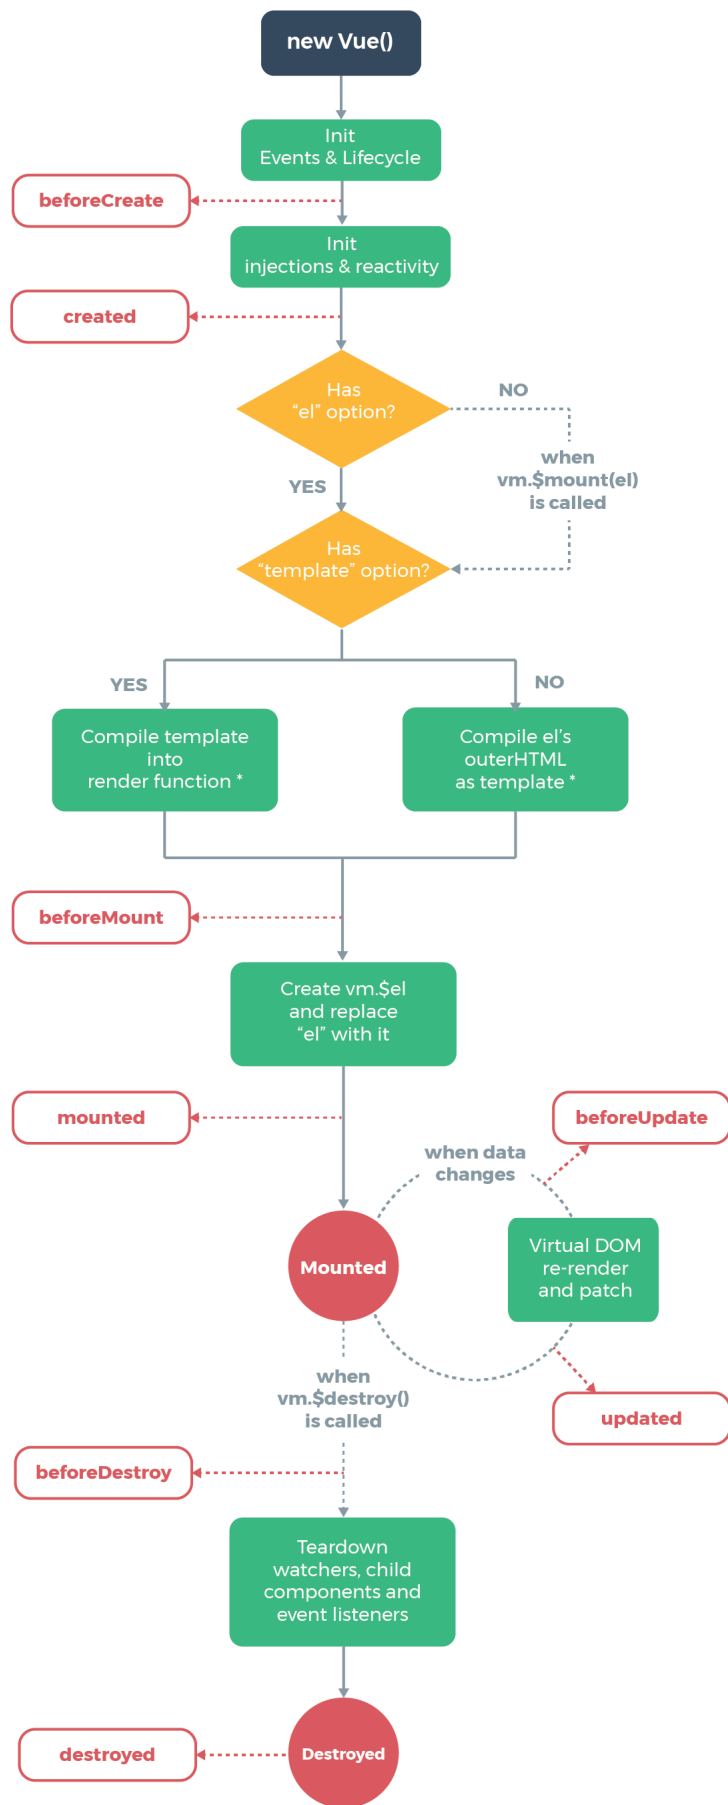 new Vue()
Init
Events & Lifecycle
beforeCreate
Init
injections & reactivity
created
Has
“el” option?
NO
when
vm.$mount(el)
is called
YES
Has
“template” option?
YES
NO
Compile template
into
render function *
Compile el’s
outerHTML
as template *
beforeMount
Create vm.$el
and replace
“el” with it
mounted
beforeUpdate
when data
changes
Mounted
Virtual DOM
re-render
and patch
when
vm.$destroy()
is called
updated
beforeDestroy
Teardown
watchers, child
components and
event listeners
destroyed
Destroyed